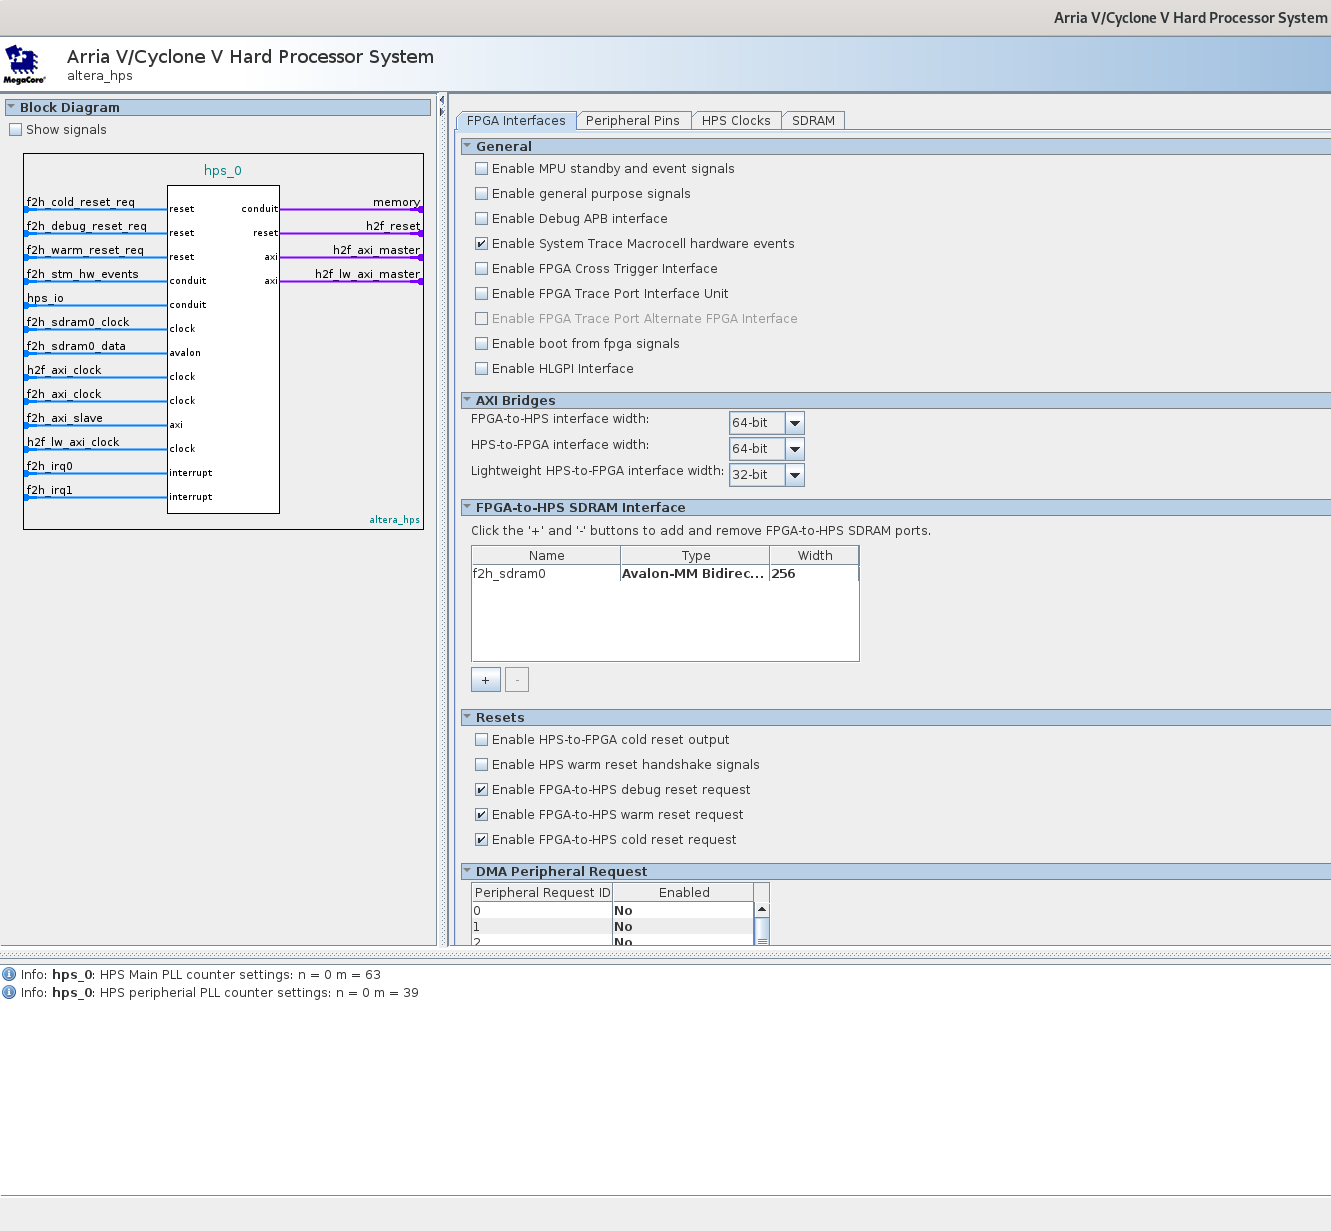 Arria V/Cyclone V Hard Processor System
Arria V/Cyclone V Hard Processor System
altera_hps
MegaCore®
Block Diagram
Show signals
hps_0
f2h_cold_reset_req
reset
conduit
memory
f2h_debug_reset_req
reset
reset
h2f_reset
f2h_warm_reset_req
reset
axi
h2f_axi_master
f2h_stm_hw_events
conduit
axi
h2f_lw_axi_master
hps_io
conduit
f2h_sdram0_clock
clock
f2h_sdram0_data
avalon
h2f_axi_clock
clock
f2h_axi_clock
clock
f2h_axi_slave
axi
h2f_lw_axi_clock
clock
f2h_irq0
interrupt
f2h_irq1
interrupt
altera_hps
FPGA Interfaces Peripheral Pins HPS Clocks SDRAM
General
Enable MPU standby and event signals
Enable general purpose signals
Enable Debug APB interface
Enable System Trace Macrocell hardware events
Enable FPGA Cross Trigger Interface
Enable FPGA Trace Port Interface Unit
Enable FPGA Trace Port Alternate FPGA Interface
Enable boot from fpga signals
Enable HLGPI Interface
AXI Bridges
FPGA-to-HPS interface width: 64-bit
HPS-to-FPGA interface width: 64-bit
Lightweight HPS-to-FPGA interface width: 32-bit
FPGA-to-HPS SDRAM Interface
Click the '+' and '-' buttons to add and remove FPGA-to-HPS SDRAM ports.
Name Type Width
f2h_sdram0 Avalon-MM Bidirec... 256
+ -
Resets
Enable HPS-to-FPGA cold reset output
Enable HPS warm reset handshake signals
Enable FPGA-to-HPS debug reset request
Enable FPGA-to-HPS warm reset request
Enable FPGA-to-HPS cold reset request
DMA Peripheral Request
Peripheral Request ID Enabled
0 No
1 No
2 No
Info: hps_0: HPS Main PLL counter settings: n = 0 m = 63
Info: hps_0: HPS peripherial PLL counter settings: n = 0 m = 39